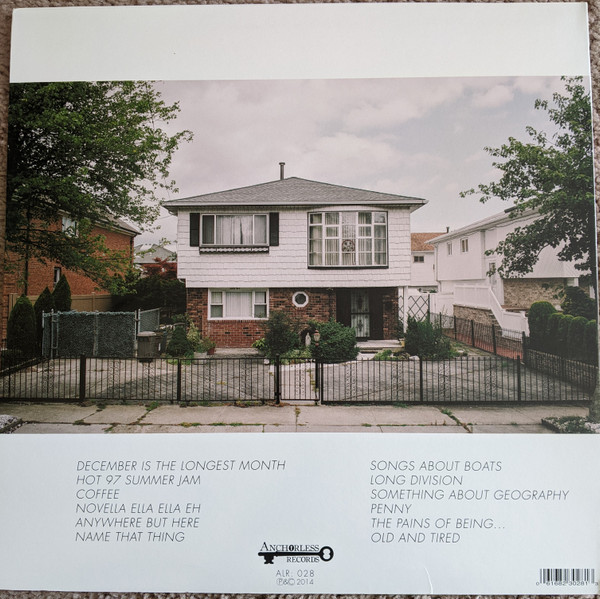 DECEMBER IS THE LONGEST MONTH
HOT 97 SUMMER JAM
COFFEE
NOVELLA ELLA ELLA EH
ANYWHERE BUT HERE
NAME THAT THING
SONGS ABOUT BOATS
LONG DIVISION
SOMETHING ABOUT GEOGRAPHY
PENNY
THE PAINS OF BEING...
OLD AND TIRED
ANCHORLESS
RECORDS
ALR: 028
℗&© 2014